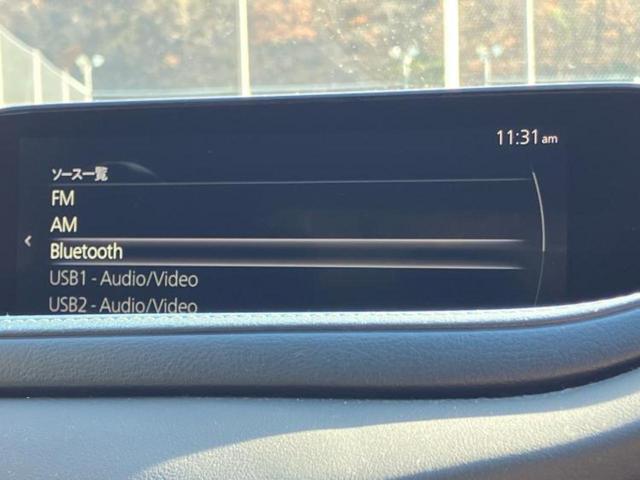 11:31 am
ソース一覧
FM
AM
Bluetooth
USB1 - Audio/Video
USB2 - Audio/Video